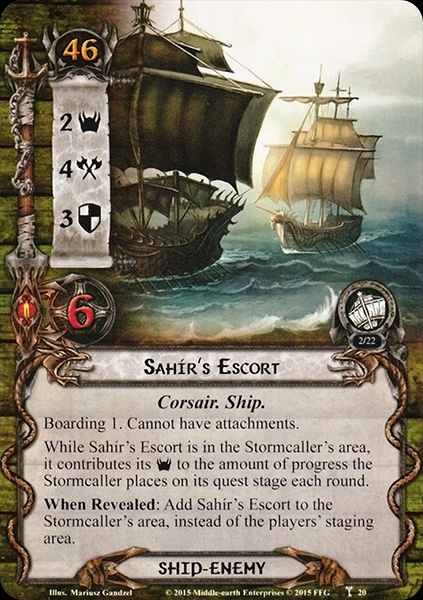 46
2
4
3
6
2/22
Sahír's Escort
Corsair. Ship.
Boarding 1. Cannot have attachments.
While Sahír's Escort is in the Stormcaller's area,
it contributes its to the amount of progress the
Stormcaller places on its quest stage each round.
When Revealed: Add Sahír's Escort to the
Stormcaller's area, instead of the players' staging
area.
SHIP-ENEMY
Illus. Mariusz Gandzel © 2015 Middle-earth Enterprises © 2015 FFG 20